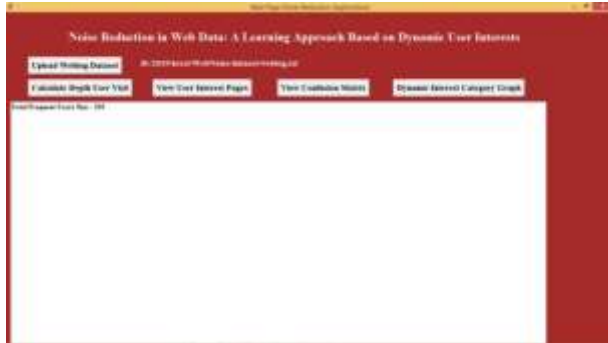 Noise Reduction in Web Data: A Learning Approach Based on Dynamic User Interests
Upload Weblog Dataset
Calculate Depth User Visit View User Interest Pages View Confusion Matrix Dynamic Interest Category Graph